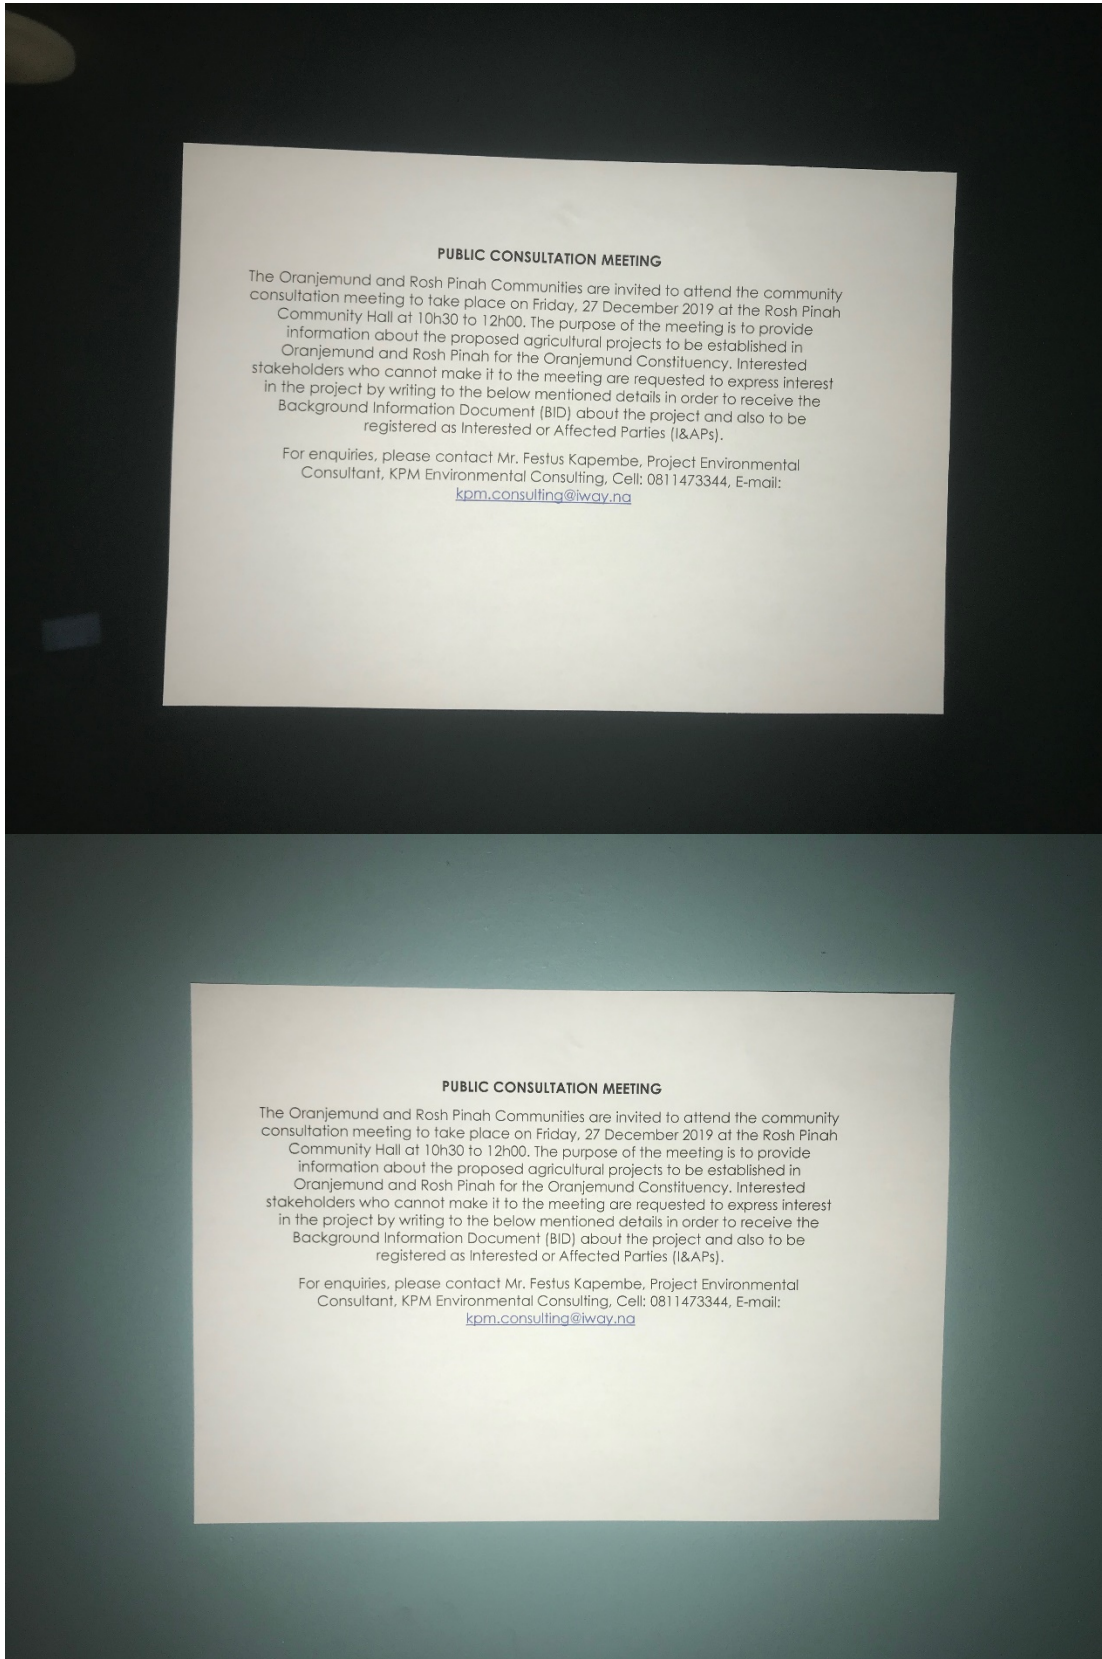 PUBLIC CONSULTATION MEETING
The Oranjemund and Rosh Pinah Communities are invited to attend the community
consultation meeting to take place on Friday, 27 December 2019 at the Rosh Pinah
Community Hall at 10h30 to 12h00. The purpose of the meeting is to provide
information about the proposed agricultural projects to be established in
Oranjemund and Rosh Pinah for the Oranjemund Constituency. Interested
stakeholders who cannot make it to the meeting are requested to express interest
in the project by writing to the below mentioned details in order to receive the
Background Information Document (BID) about the project and also to be
registered as Interested or Affected Parties (I&APs).
For enquiries, please contact Mr. Festus Kapembe, Project Environmental
Consultant, KPM Environmental Consulting, Cell: 0811473344, E-mail:
kpm.consulting@iway.na
PUBLIC CONSULTATION MEETING
The Oranjemund and Rosh Pinah Communities are invited to attend the community
consultation meeting to take place on Friday, 27 December 2019 at the Rosh Pinah
Community Hall at 10h30 to 12h00. The purpose of the meeting is to provide
information about the proposed agricultural projects to be established in
Oranjemund and Rosh Pinah for the Oranjemund Constituency. Interested
stakeholders who cannot make it to the meeting are requested to express interest
in the project by writing to the below mentioned details in order to receive the
Background Information Document (BID) about the project and also to be
registered as Interested or Affected Parties (I&APs).
For enquiries, please contact Mr. Festus Kapembe, Project Environmental
Consultant, KPM Environmental Consulting, Cell: 0811473344, E-mail:
kpm.consulting@iway.na